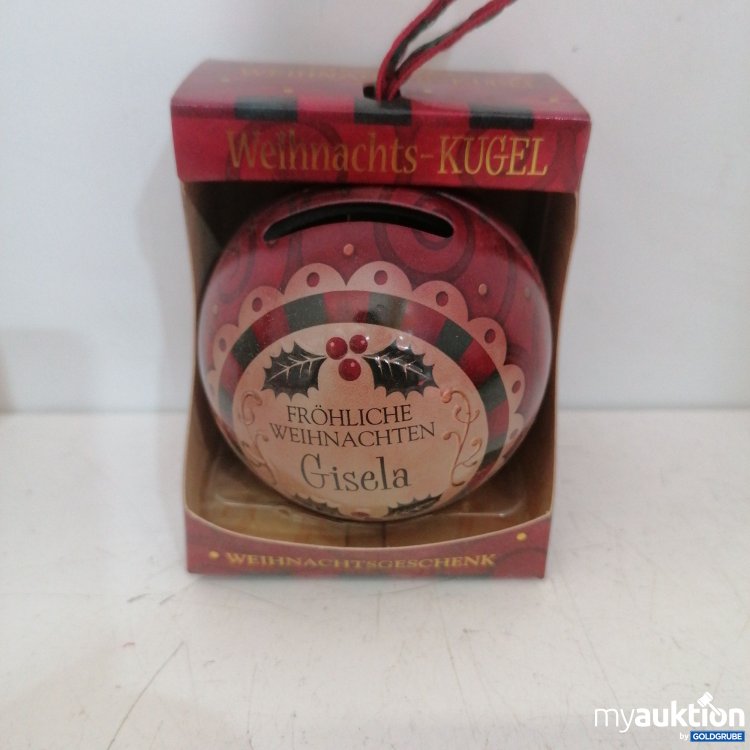 Weihnachts-KUGEL
FRÖHLICHE
WEIHNACHTEN
Gisela
WEIHNACHTSGESCHENK
myauktion
by GOLDGRUBE